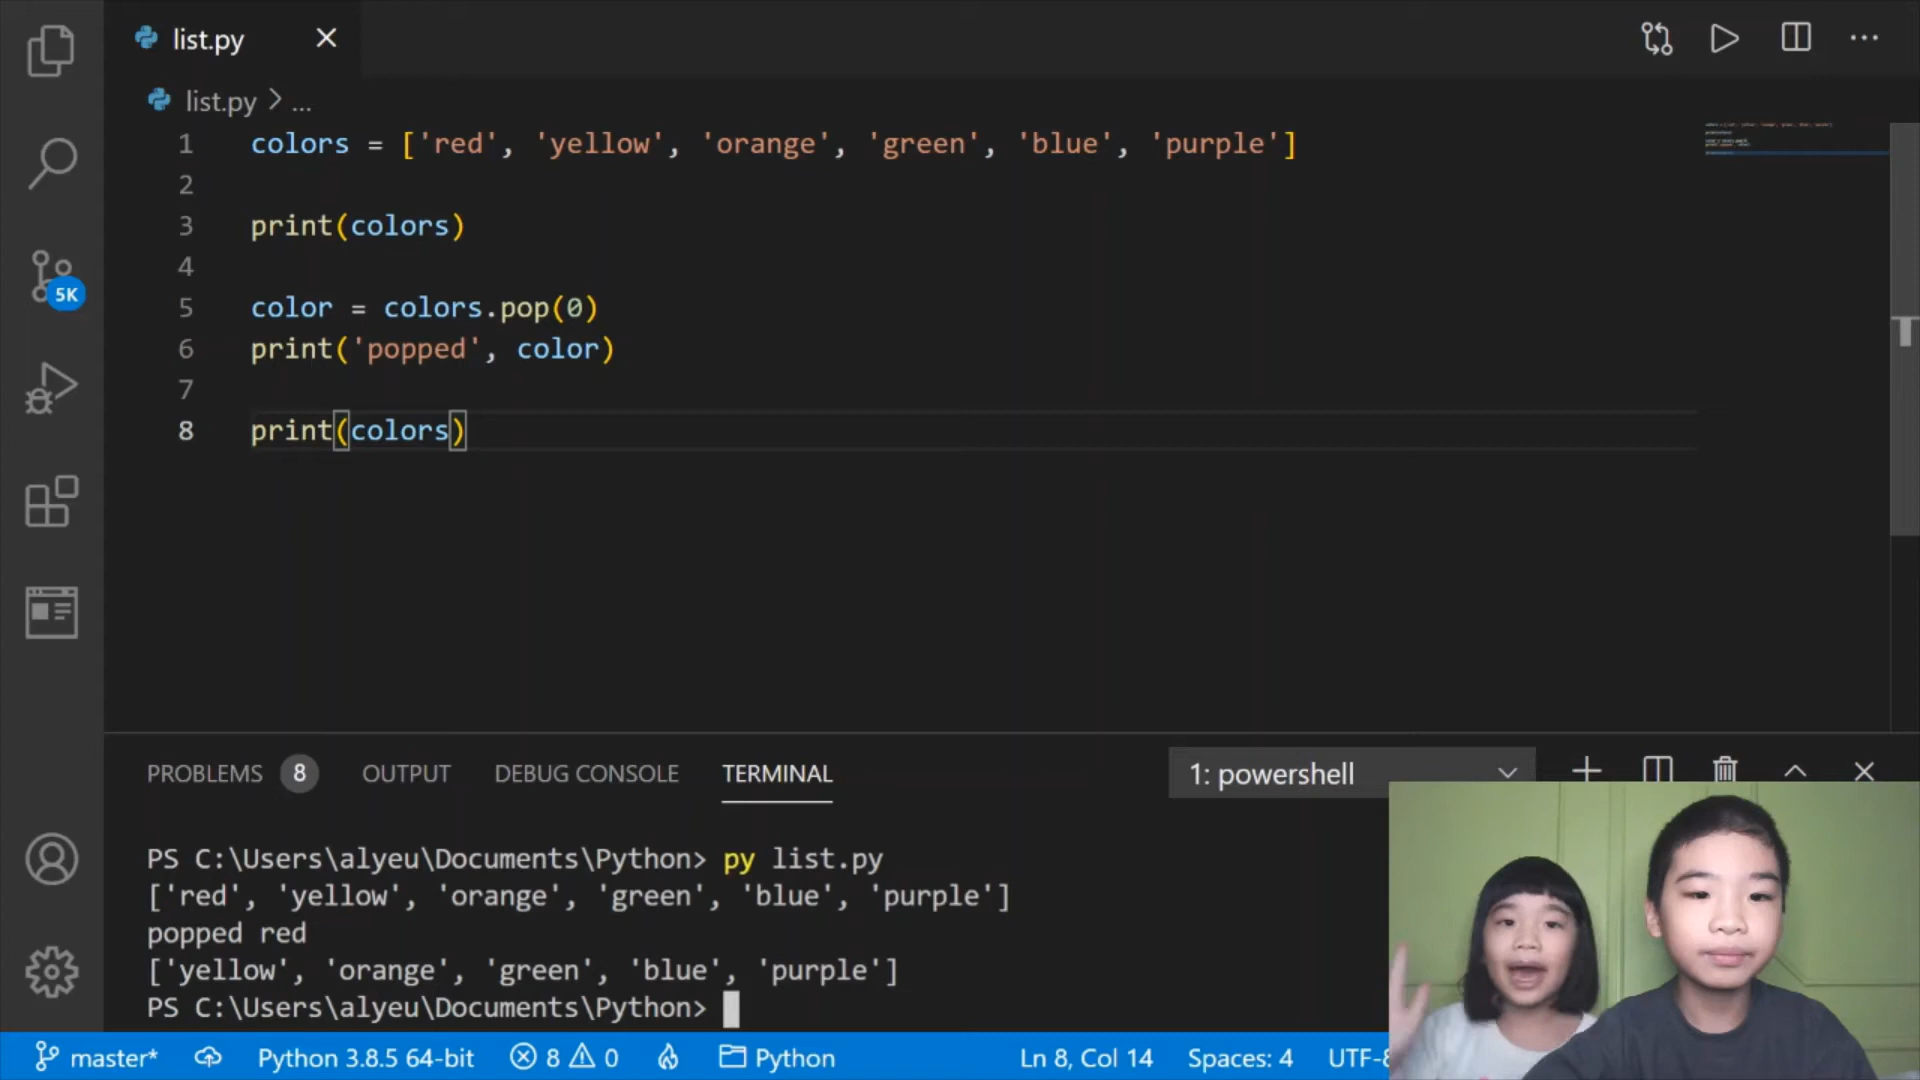 list.py
list.py > ...
1 colors = ['red', 'yellow', 'orange', 'green', 'blue', 'purple']
2
3 print(colors)
4
5 color = colors.pop(0)
6 print('popped', color)
7
8 print(colors)
5K
PROBLEMS 8 OUTPUT DEBUG CONSOLE TERMINAL 1: powershell
PS C:\Users\alyeu\Documents\Python> py list.py
['red', 'yellow', 'orange', 'green', 'blue', 'purple']
popped red
['yellow', 'orange', 'green', 'blue', 'purple']
PS C:\Users\alyeu\Documents\Python>
master* Python 3.8.5 64-bit 8 0 Python Ln 8, Col 14 Spaces: 4 UTF-8